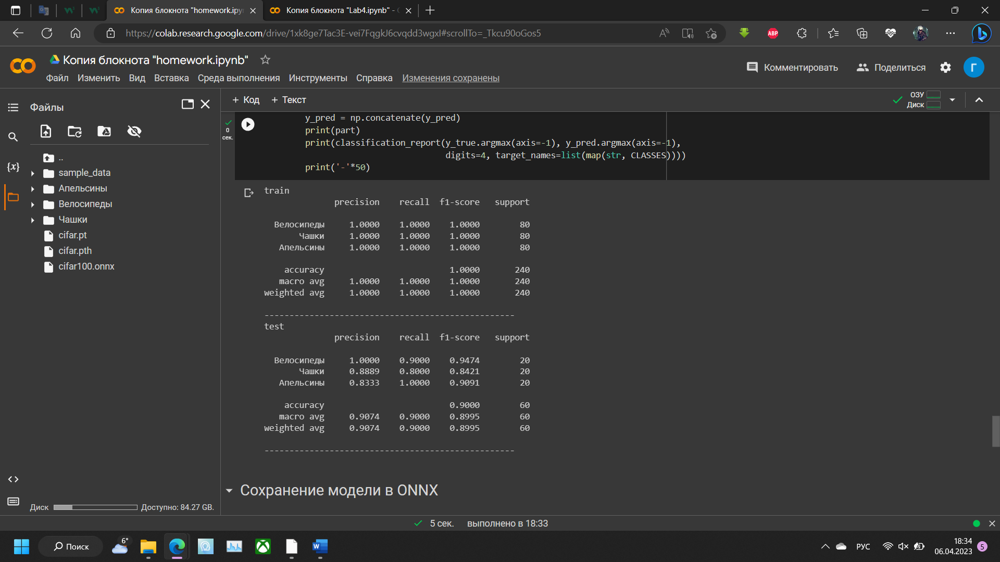 Копия блокнота "homework.ipyn
Копия блокнота "Lab4.ipynb" - C
https://colab.research.google.com/drive/1xk8ge7Tac3E-vei7FqgkJ6cvqdd3wgxI#scrollTo=_Tkcu90oGos5
ABP
Копия блокнота "homework.ipynb"
Комментировать
Поделиться
Г
Файл Изменить Вид Вставка Среда выполнения Инструменты Справка Изменения сохранены
Файлы
+ Код + Текст
ОЗУ
Диск
{x}
..
sample_data
Апельсины
Велосипеды
Чашки
cifar.pt
cifar.pth
cifar100.onnx
Диск
Доступно: 84.27 GB.
0
сек.
y_pred = np.concatenate(y_pred)
print(part)
print(classification_report(y_true.argmax(axis=-1), y_pred.argmax(axis=-1),
digits=4, target_names=list(map(str, CLASSES))))
print('-'*50)
train
precision recall f1-score support
Велосипеды 1.0000 1.0000 1.0000 80
Чашки 1.0000 1.0000 1.0000 80
Апельсины 1.0000 1.0000 1.0000 80
accuracy 1.0000 240
macro avg 1.0000 1.0000 1.0000 240
weighted avg 1.0000 1.0000 1.0000 240
--------------------------------------------------
test
precision recall f1-score support
Велосипеды 1.0000 0.9000 0.9474 20
Чашки 0.8889 0.8000 0.8421 20
Апельсины 0.8333 1.0000 0.9091 20
accuracy 0.9000 60
macro avg 0.9074 0.9000 0.8995 60
weighted avg 0.9074 0.9000 0.8995 60
--------------------------------------------------
Сохранение модели в ONNX
5 сек. выполнено в 18:33
Поиск
6°
РУС
18:34
06.04.2023
5